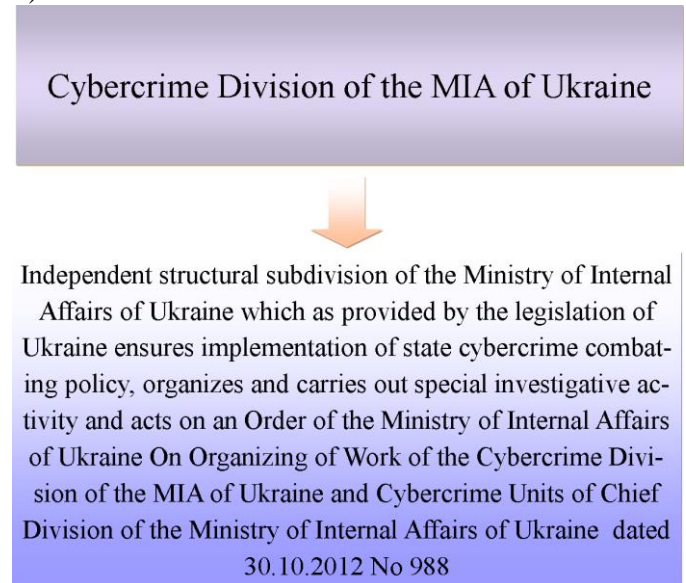 Cybercrime Division of the MIA of Ukraine
Independent structural subdivision of the Ministry of Internal
Affairs of Ukraine which as provided by the legislation of
Ukraine ensures implementation of state cybercrime combat-
ing policy, organizes and carries out special investigative ac-
tivity and acts on an Order of the Ministry of Internal Affairs
of Ukraine On Organizing of Work of the Cybercrime Divi-
sion of the MIA of Ukraine and Cybercrime Units of Chief
Division of the Ministry of Internal Affairs of Ukraine dated
30.10.2012 No 988